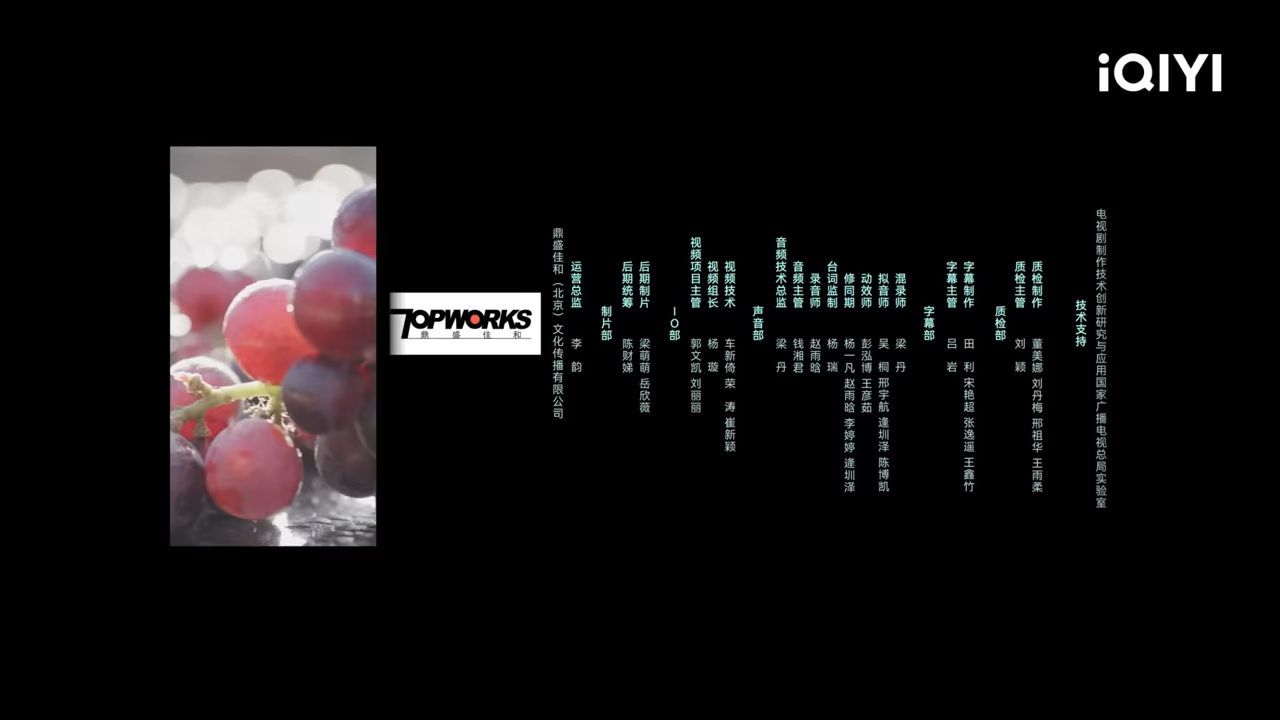 iQIYI
TOPWORKS
鼎盛佳和
鼎盛佳和（北京）文化传播有限公司
运营总监 李韵
制片部
后期统筹 陈财娣
后期制片 梁萌萌 岳欣薇
IO部
视频项目主管 郭文凯 刘丽丽
视频组长 杨璇
视频技术 车新倚 荣涛 崔新颖
声音部
音频技术总监 梁丹
音频主管 钱湘君
录音师 赵雨晗
台词监制 杨瑞
修同期 杨一凡 赵雨晗 李婷婷 逄圳泽
动效师 彭泓博 王彦茹
拟音师 吴桐 邢宇航 逄圳泽 陈博凯
混录师 梁丹
字幕部
字幕主管 吕岩
字幕制作 田利 宋艳超 张逸遥 王鑫竹
质检部
质检主管 刘颖
质检制作 董美娜 刘丹梅 邢祖华 王雨柔
技术支持
电视剧制作技术创新研究与应用国家广播电视总局实验室